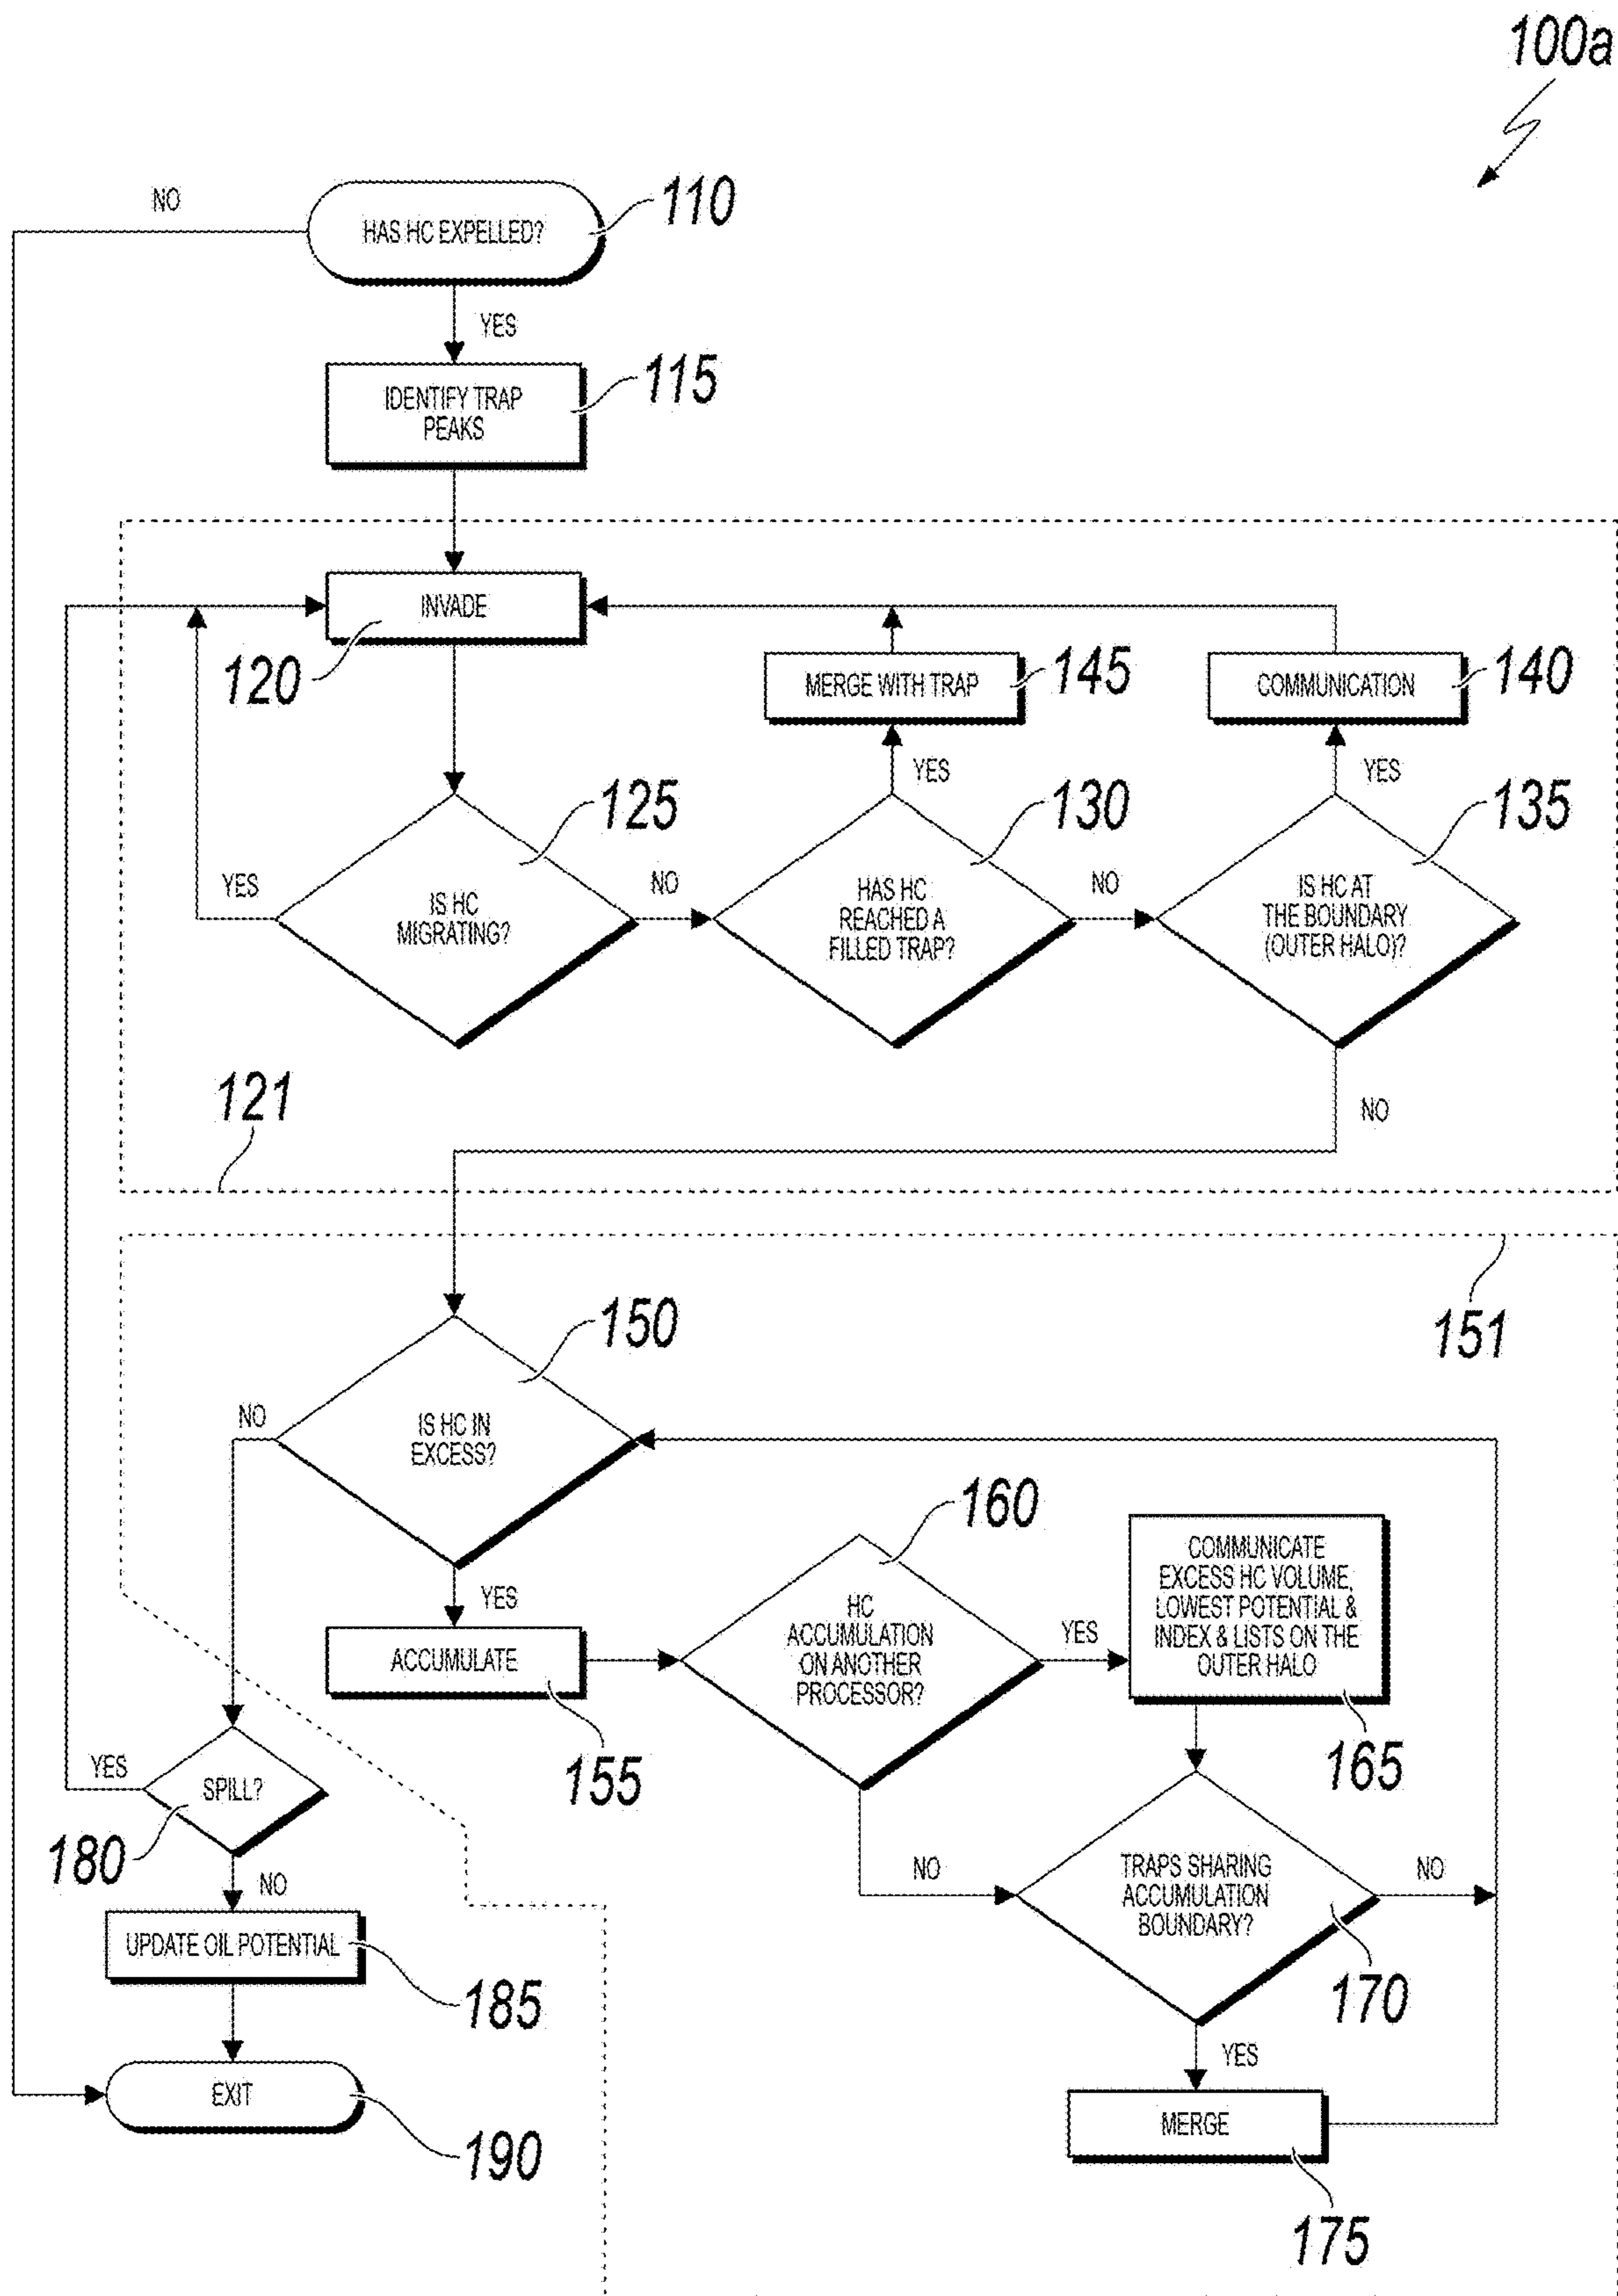 100a
NO
HAS HC EXPELLED?
110
YES
IDENTIFY TRAP
PEAKS
115
INVADE
120
MERGE WITH TRAP
145
COMMUNICATION
140
YES
YES
125
130
135
YES
IS HC
MIGRATING?
NO
HAS HC
REACHED A
FILLED TRAP?
NO
IS HC AT
THE BOUNDARY
(OUTER HALO)?
121
NO
151
150
NO
IS HC IN
EXCESS?
160
YES
ACCUMULATE
155
HC
ACCUMULATION
ON ANOTHER
PROCESSOR?
YES
COMMUNICATE
EXCESS HC VOLUME,
LOWEST POTENTIAL &
INDEX & LISTS ON THE
OUTER HALO
165
YES
SPILL?
180
NO
NO
TRAPS SHARING
ACCUMULATION
BOUNDARY?
NO
170
UPDATE OIL POTENTIAL
185
YES
EXIT
190
MERGE
175